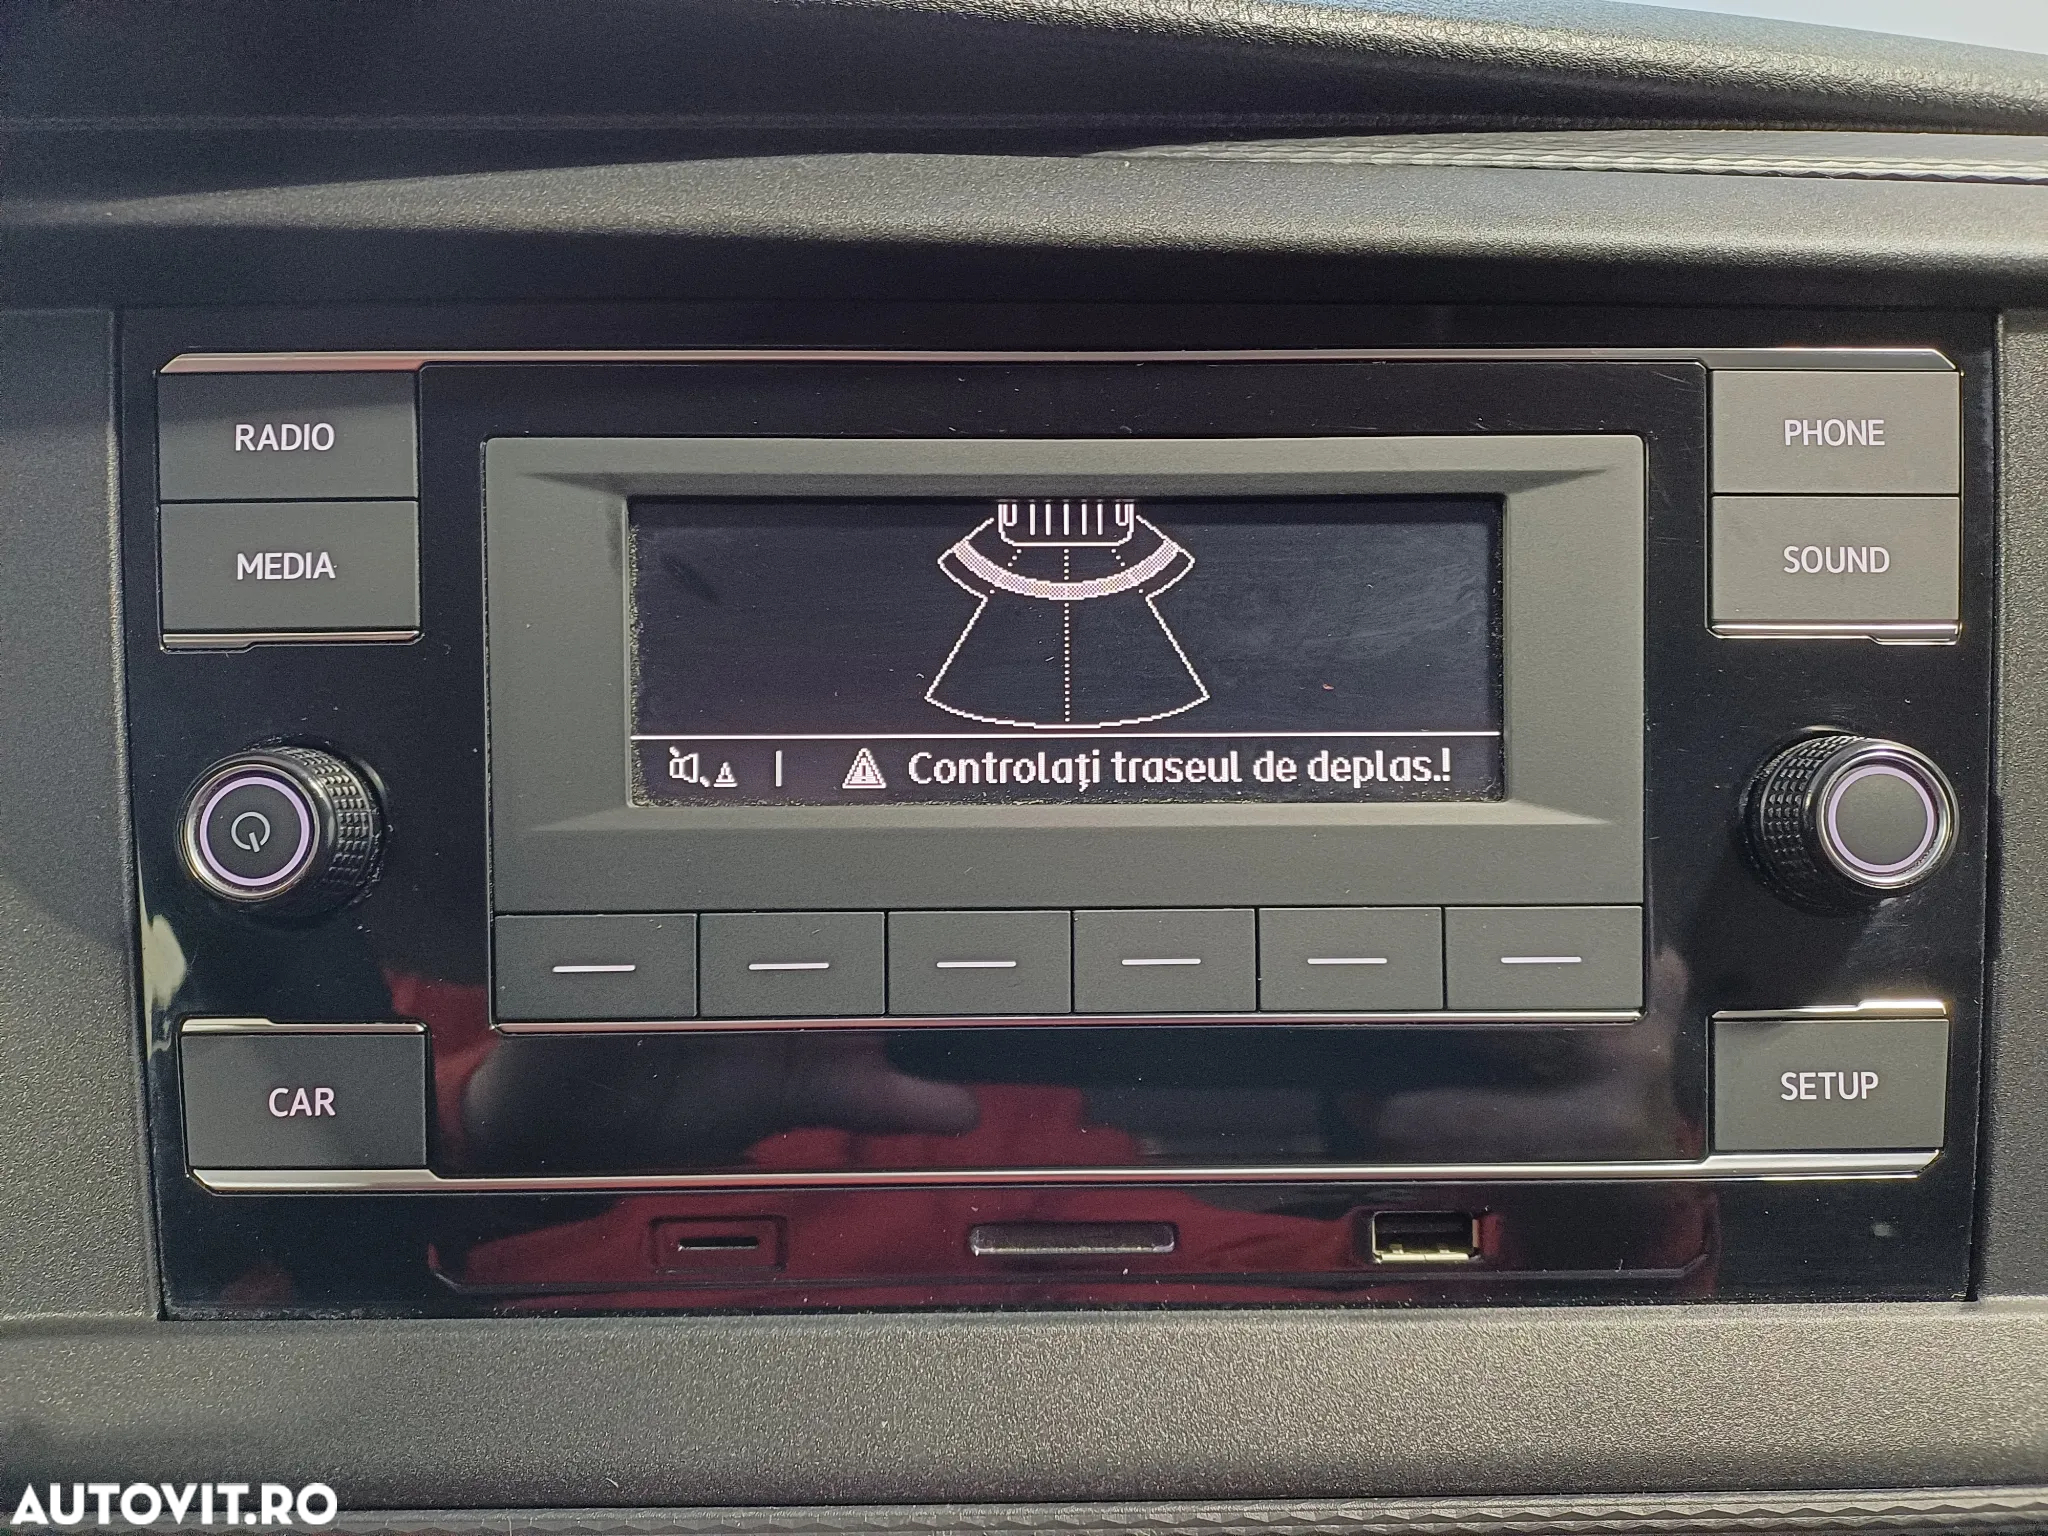 RADIO
PHONE
MEDIA
SOUND
Controlați traseul de deplas.!
CAR
SETUP
AUTOVIT.RO